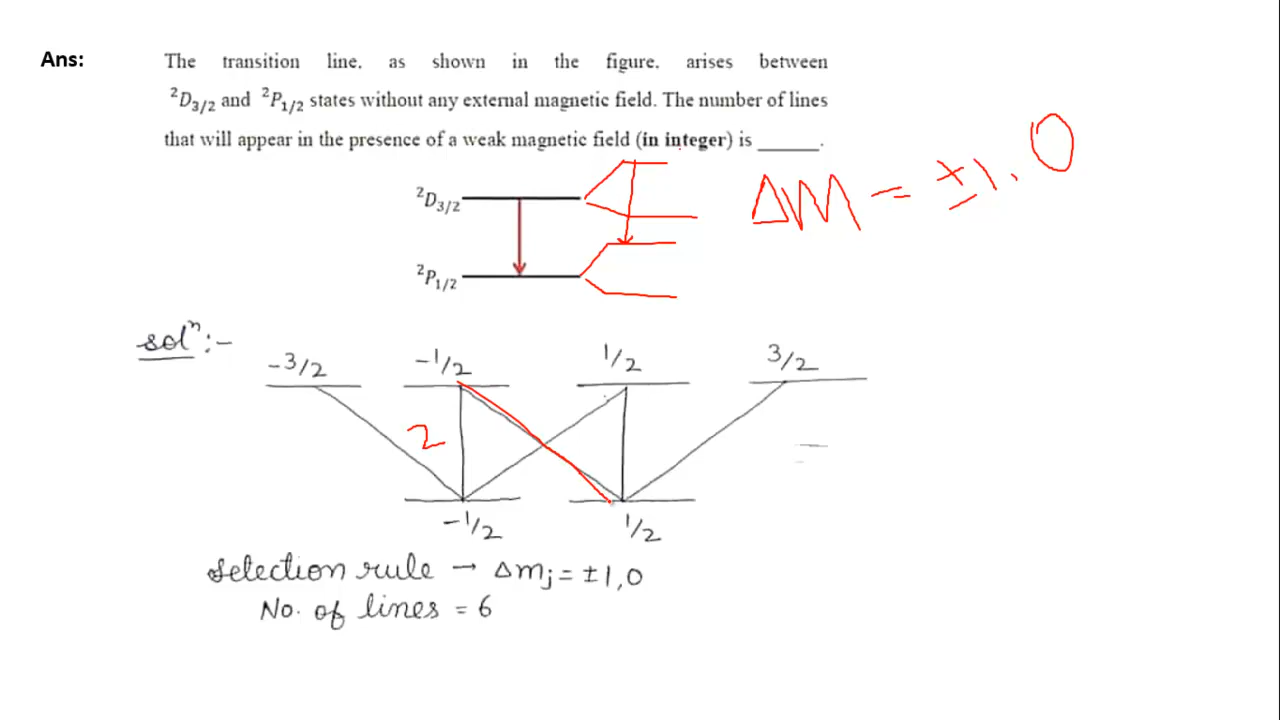 Ans:
The transition line, as shown in the figure, arises between
²D₃/₂ and ²P₁/₂ states without any external magnetic field. The number of lines
that will appear in the presence of a weak magnetic field (in integer) is ______.
ΔM = ±1, 0
²D₃/₂
²P₁/₂
solⁿ:-
-3/2 -1/2 1/2 3/2
2
-1/2 1/2
selection rule → Δmⱼ = ±1,0
No. of lines = 6